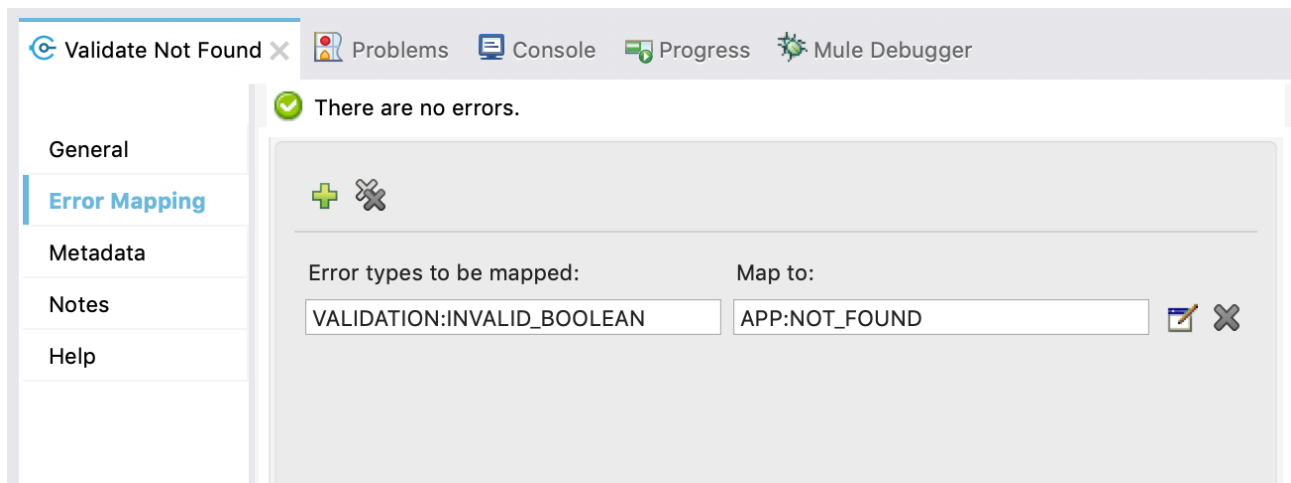 Validate Not Found Problems Console Progress Mule Debugger
There are no errors.
General
Error Mapping
Metadata
Notes
Help
Error types to be mapped: Map to:
VALIDATION:INVALID_BOOLEAN APP:NOT_FOUND